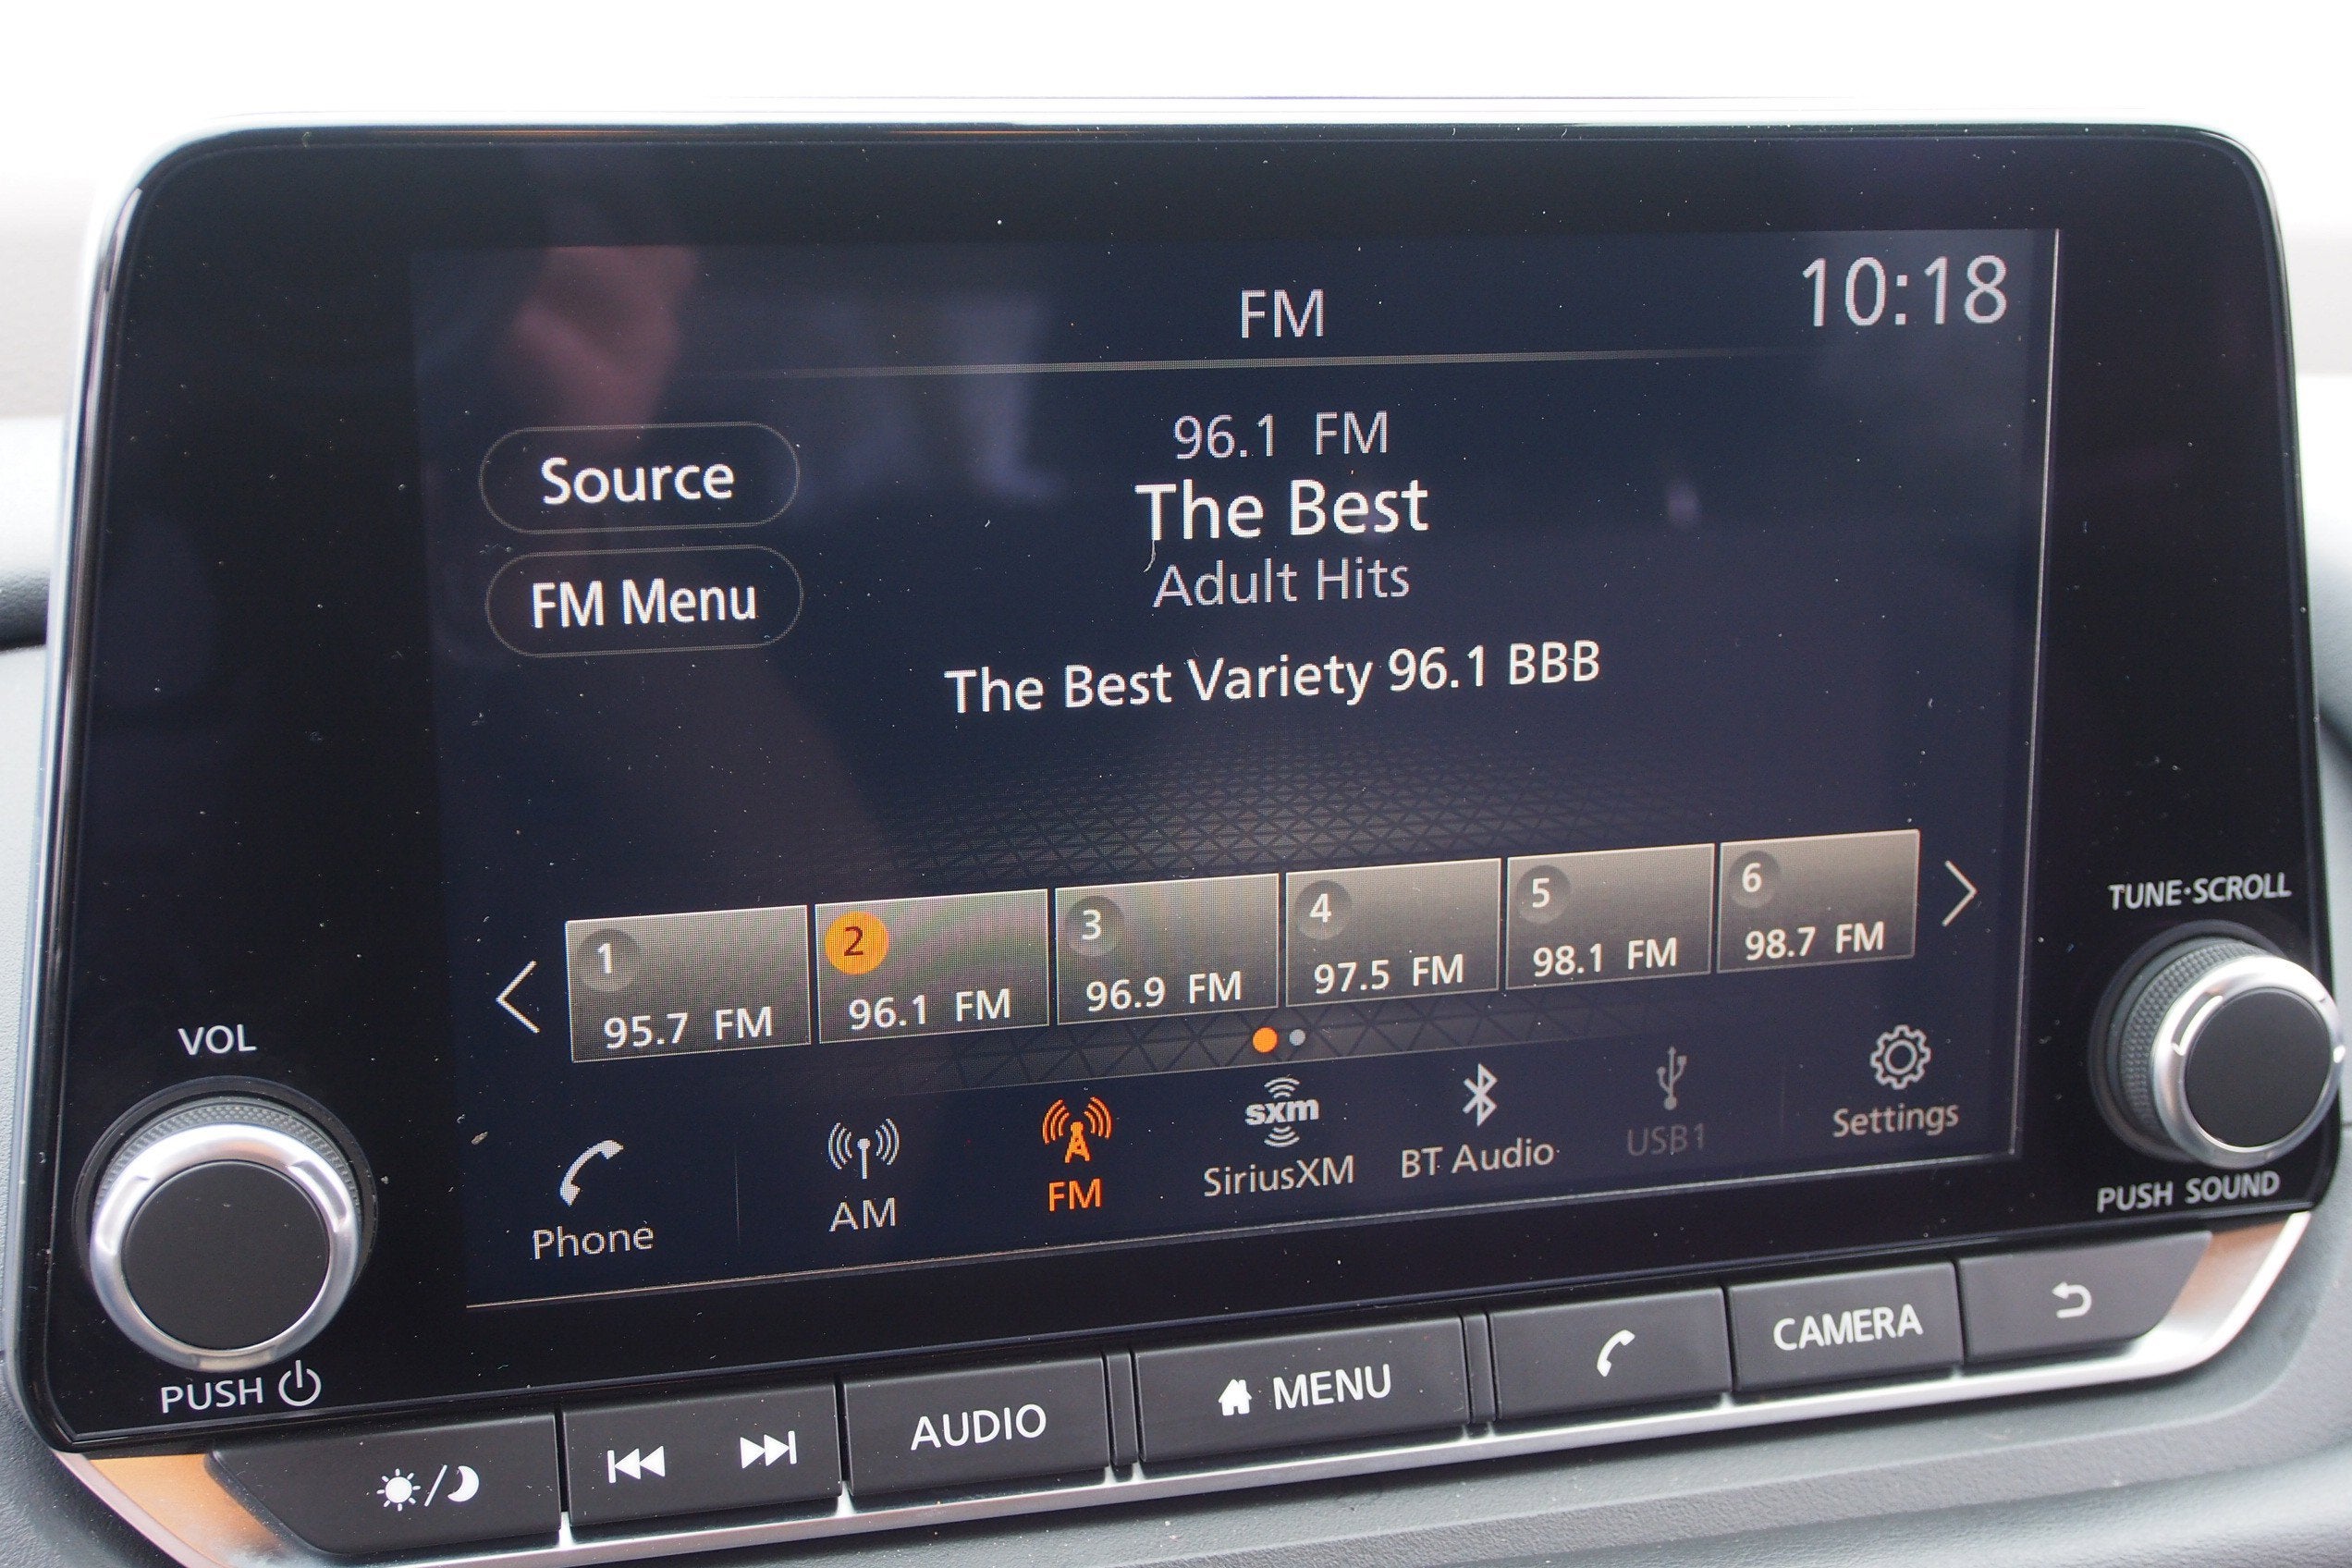 FM
10:18
96.1 FM
Source
The Best
Adult Hits
FM Menu
The Best Variety 96.1 BBB
1
2
3
4
5
6
95.7 FM
96.1 FM
96.9 FM
97.5 FM
98.1 FM
98.7 FM
TUNE·SCROLL
VOL
sxm
Phone
AM
FM
SiriusXM
BT Audio
USB1
Settings
PUSH SOUND
PUSH
AUDIO
MENU
CAMERA